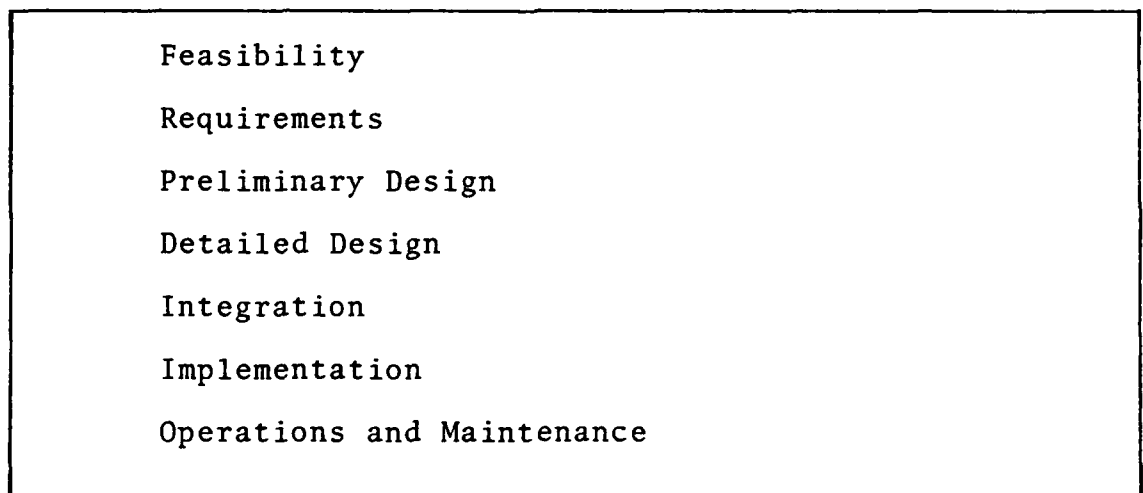 Feasibility
Requirements
Preliminary Design
Detailed Design
Integration
Implementation
Operations and Maintenance